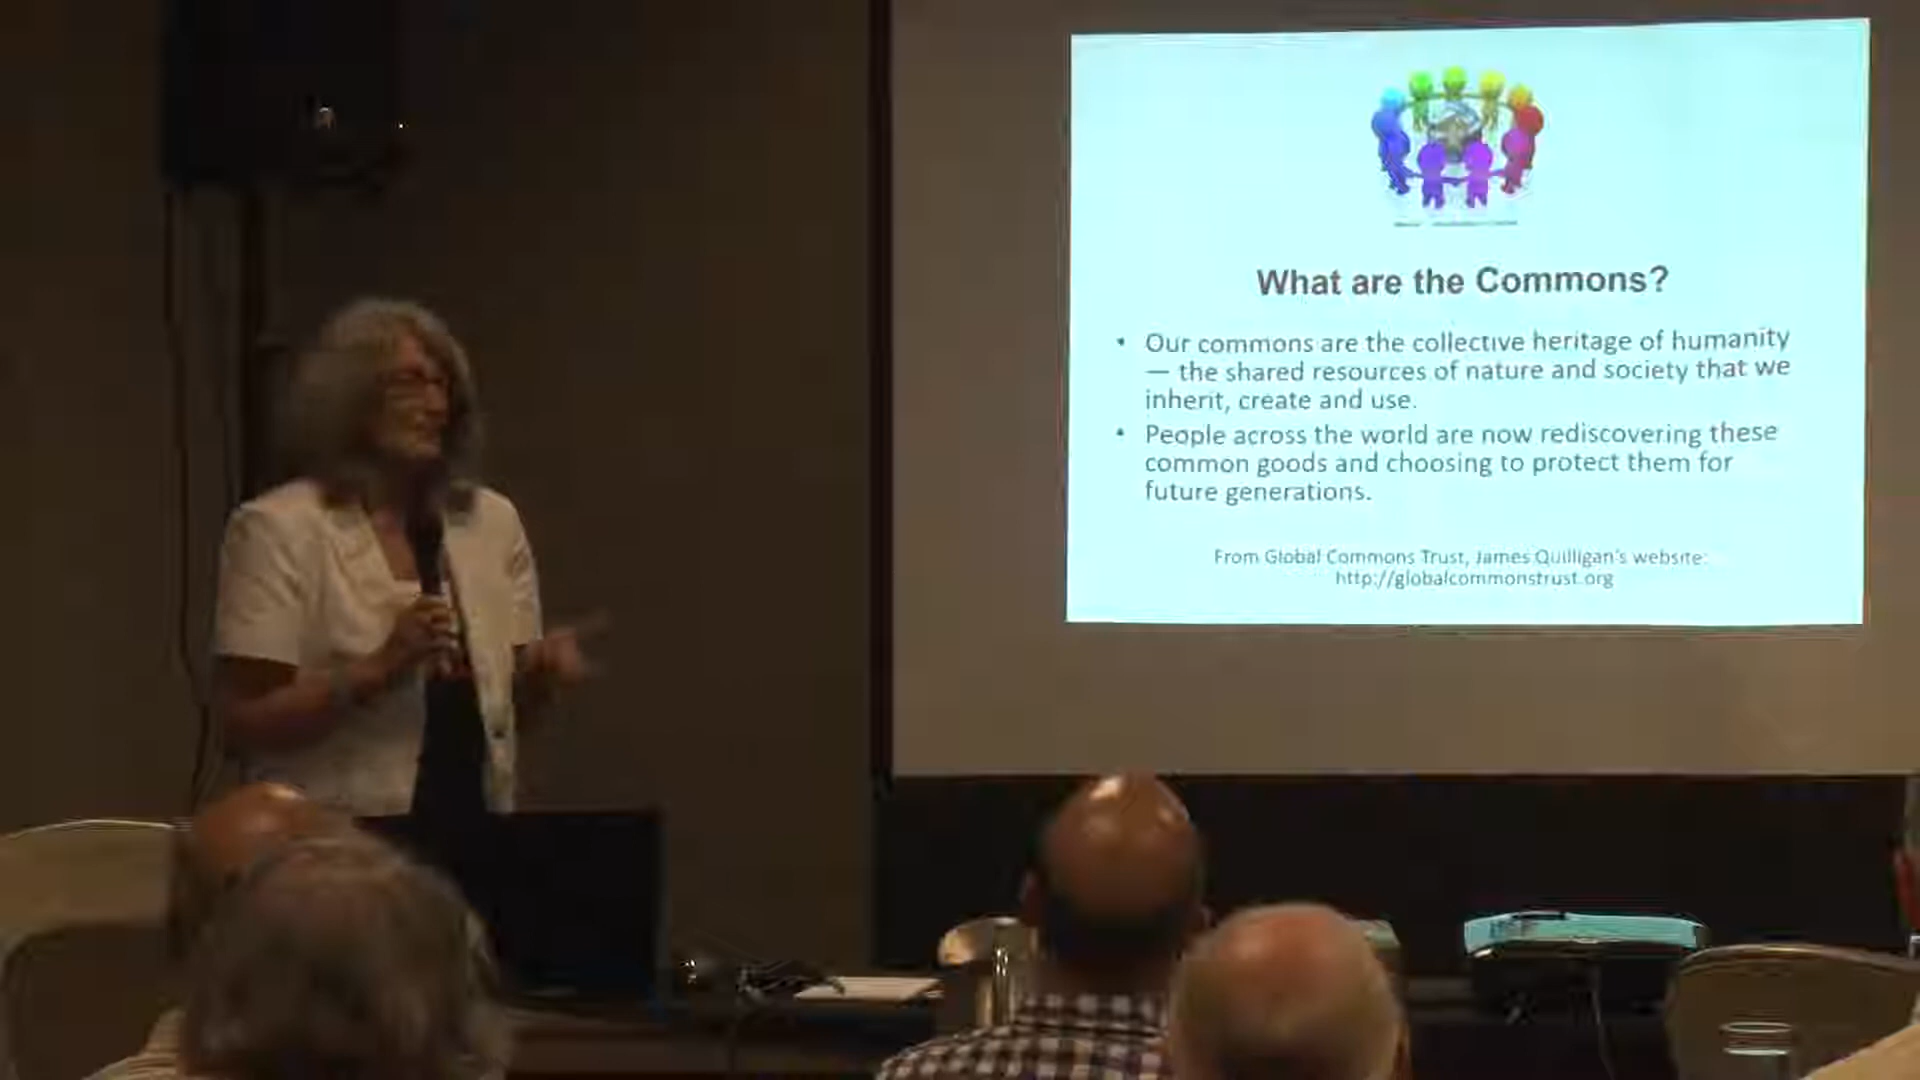 What are the Commons?
• Our commons are the collective heritage of humanity
— the shared resources of nature and society that we
inherit, create and use.
• People across the world are now rediscovering these
common goods and choosing to protect them for
future generations.
From Global Commons Trust, James Quilligan's website:
http://globalcommonstrust.org